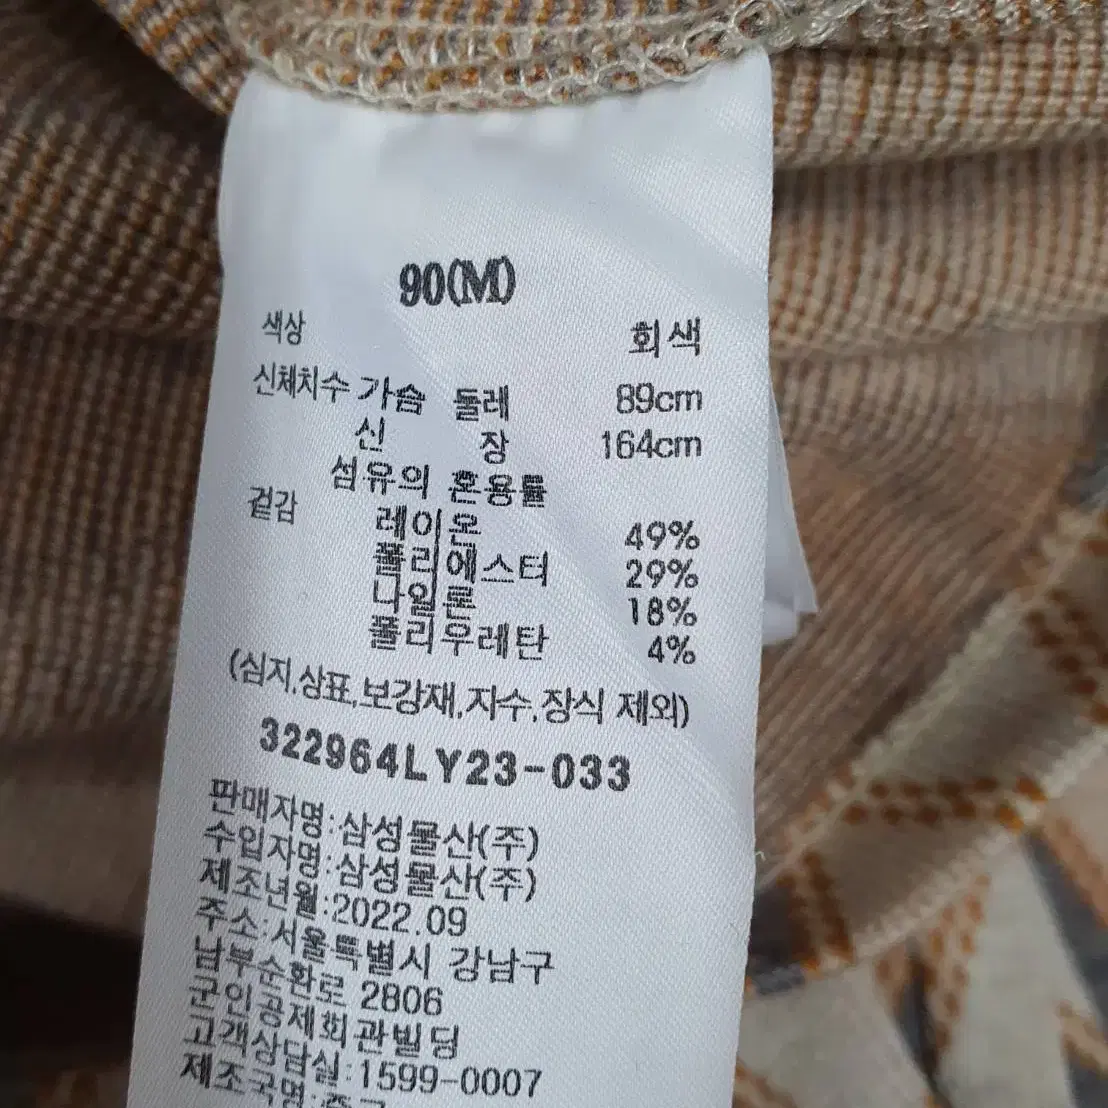 90(M)
색상 회색
신체치수 가슴 둘레 89cm
신 장 164cm
섬유의 혼용률
겉감 레이온 49%
폴리에스터 29%
나일론 18%
폴리우레탄 4%
(심지,상표,보강재,자수,장식 제외)
322964LY23-033
판매자명:삼성물산(주)
수입자명:삼성물산(주)
제조년월:2022.09
주소:서울특별시 강남구
남부순환로 2806
군인공제회관빌딩
고객상담실:1599-0007
제조국명:중국